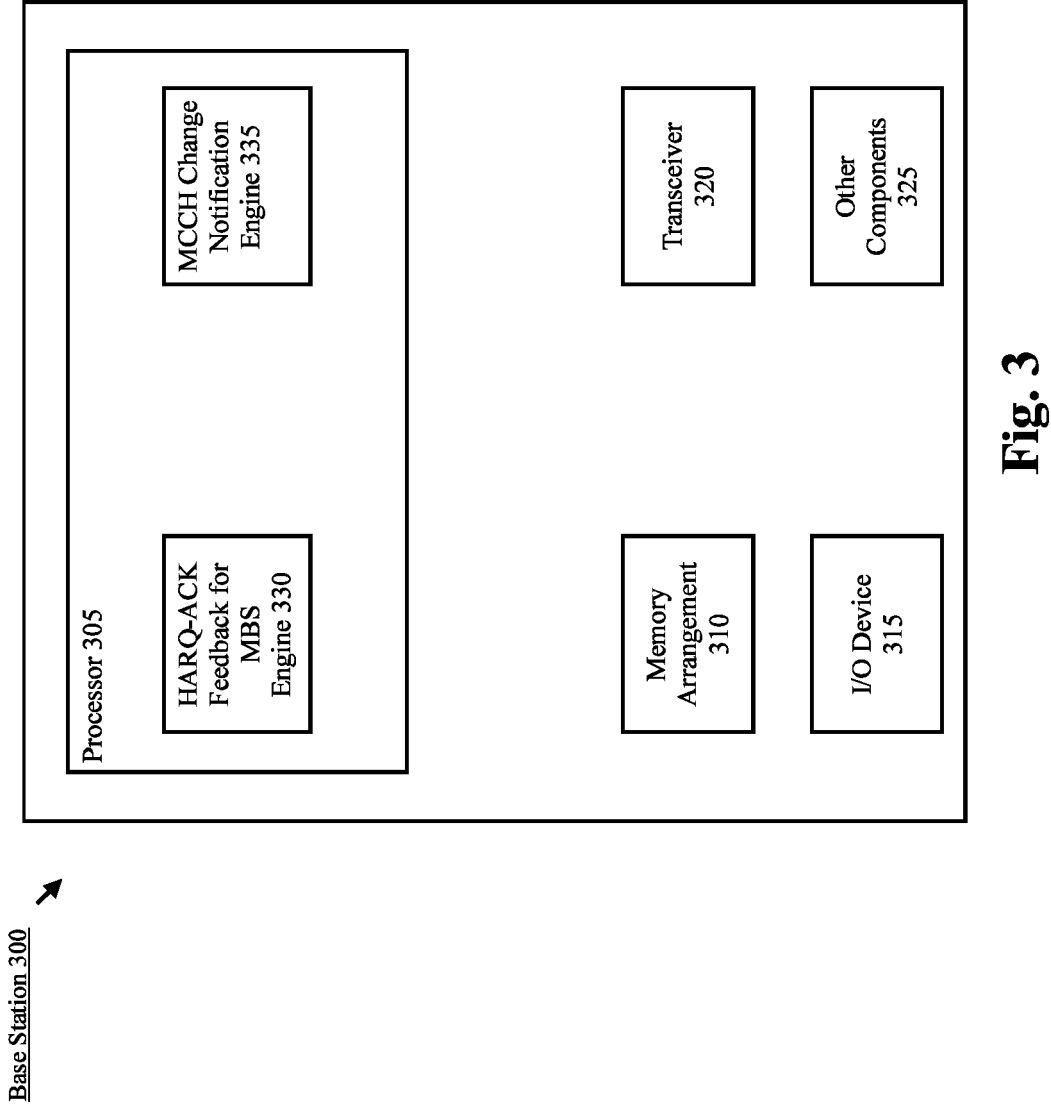 Base Station 300
Processor 305
HARQ-ACK
Feedback for
MBS
Engine 330
MCCH Change
Notification
Engine 335
Memory
Arrangement
310
Transceiver
320
I/O Device
315
Other
Components
325
Fig. 3